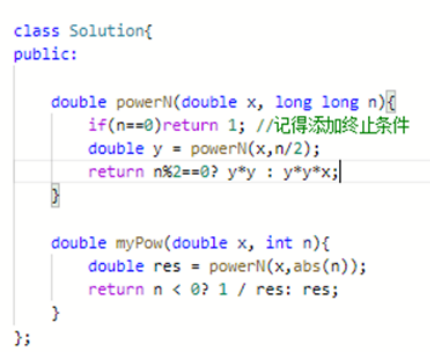 class Solution{
public:
double powerN(double x, long long n){
if(n==0)return 1; //记得添加终止条件
double y = powerN(x,n/2);
return n%2==0? y*y : y*y*x;
}
double myPow(double x, int n){
double res = powerN(x,abs(n));
return n < 0? 1 / res: res;
}
};